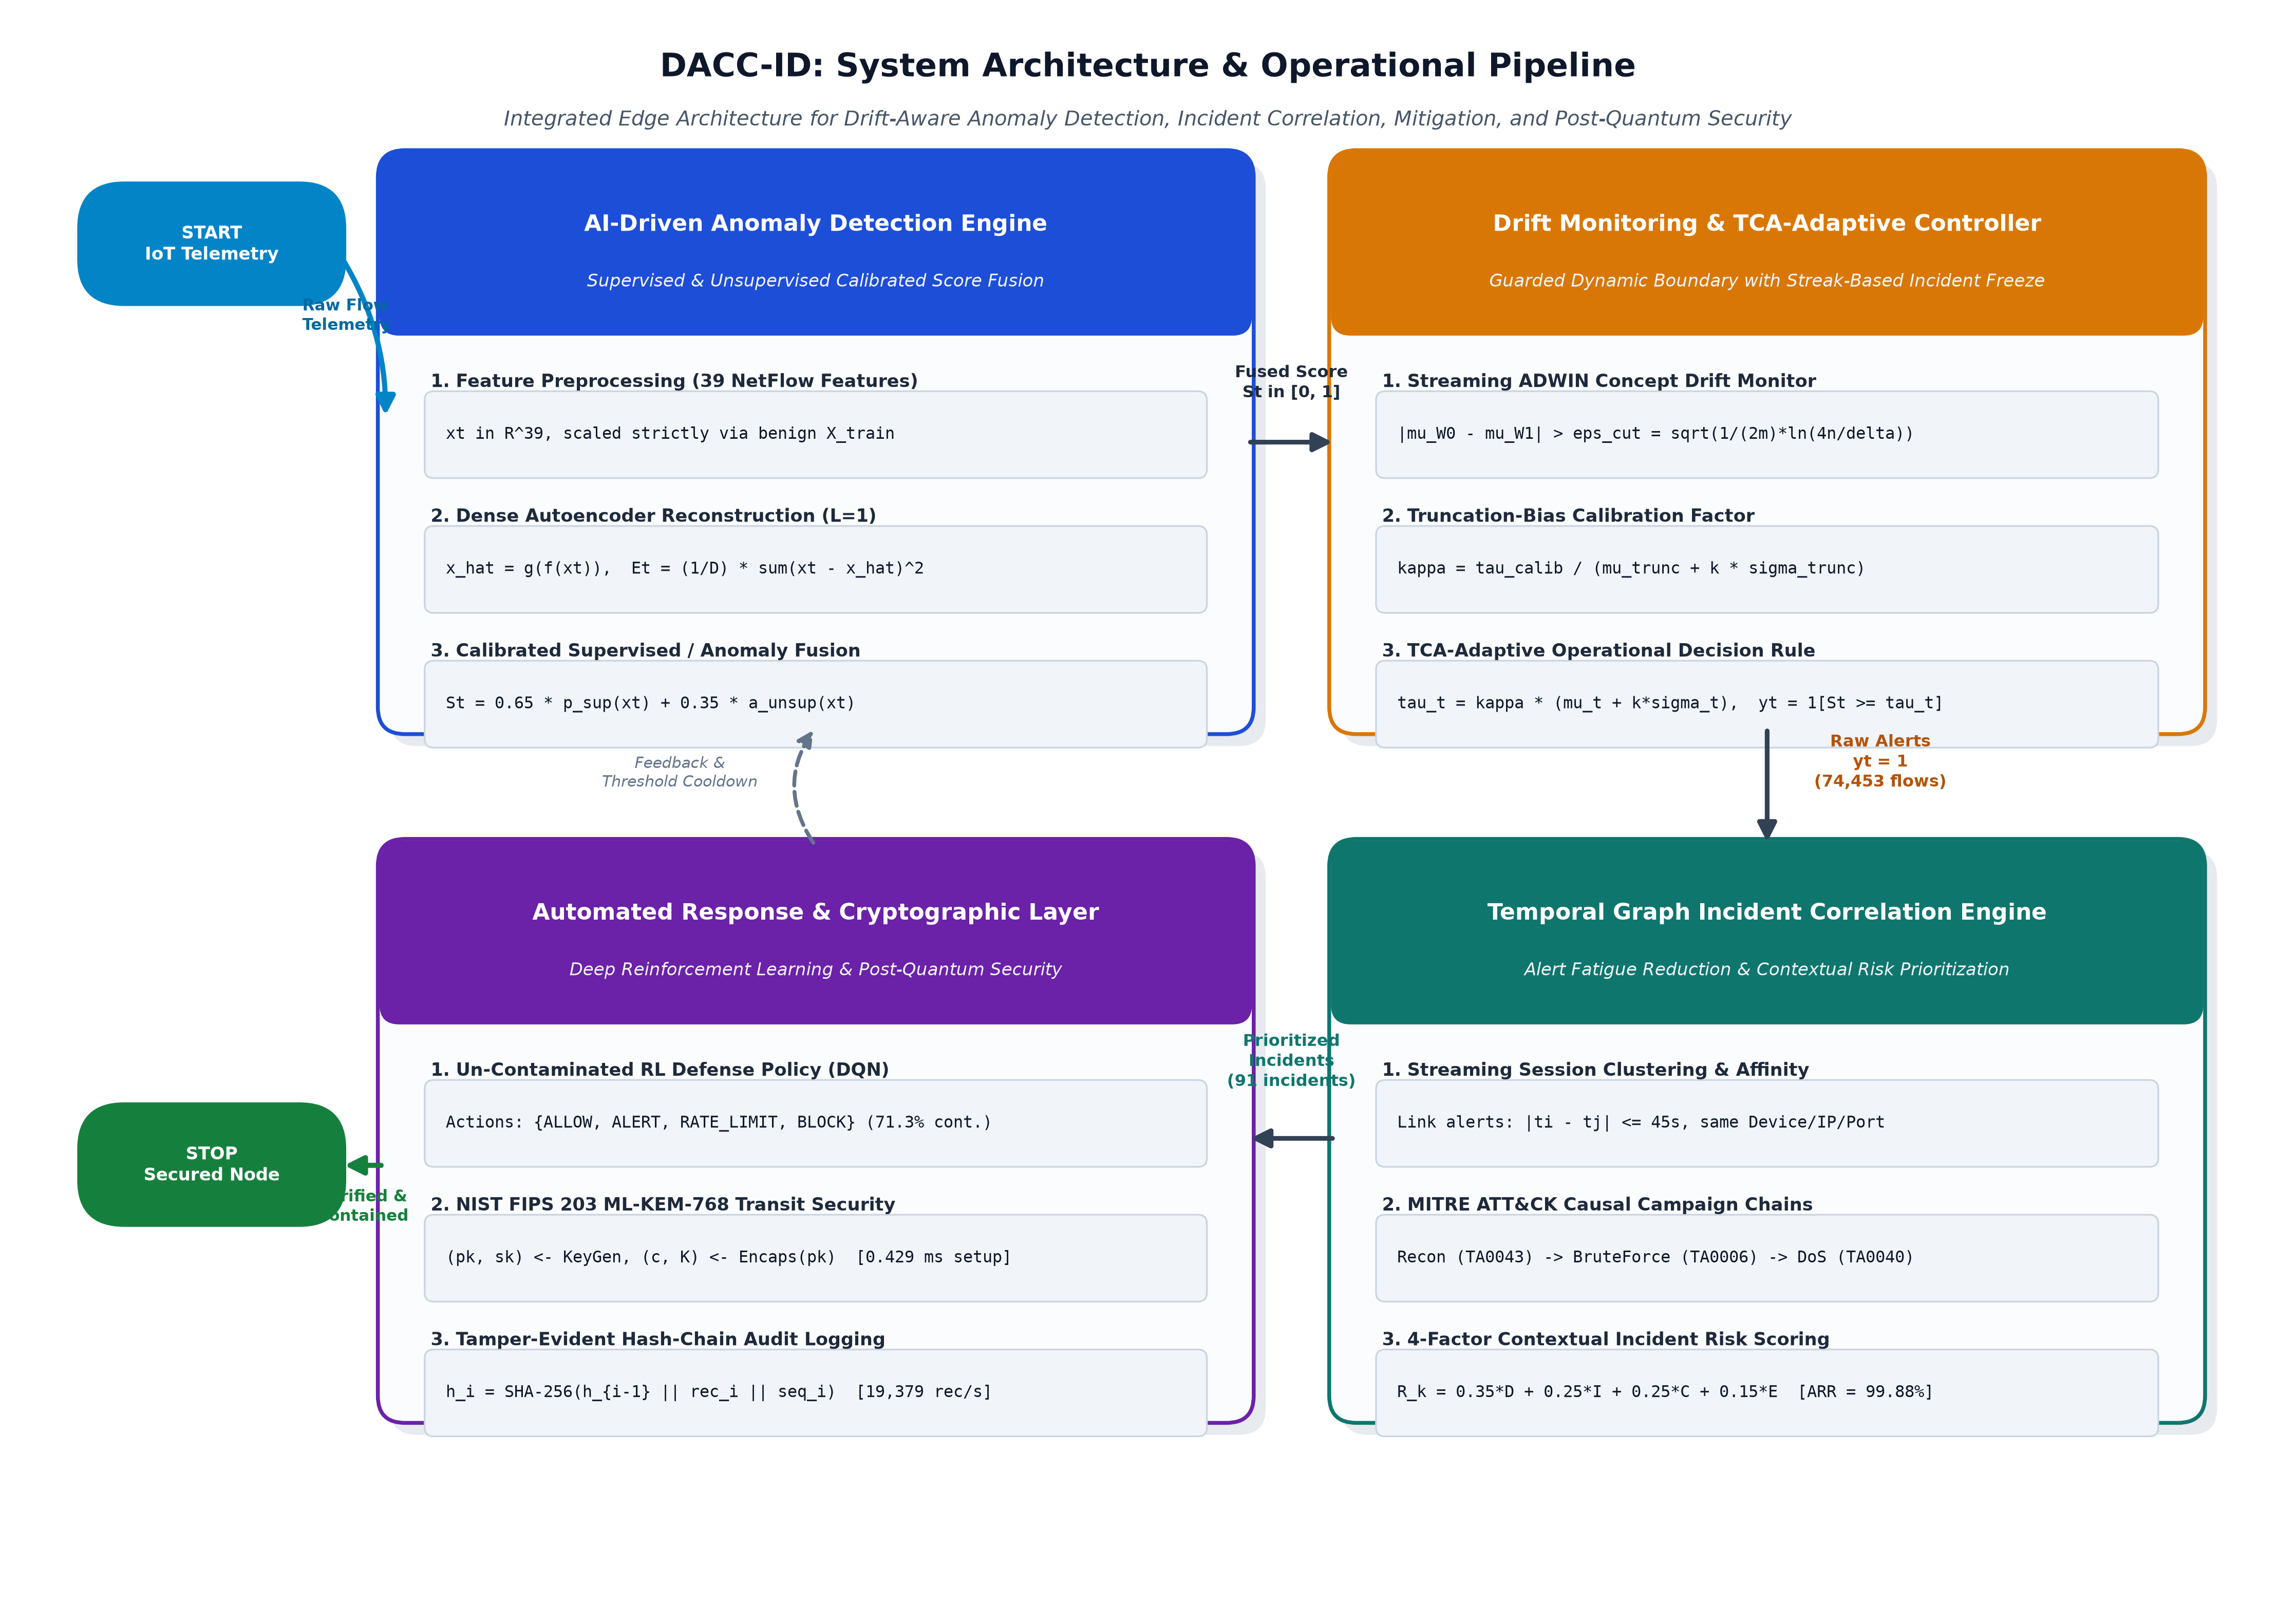 DACC-ID: System Architecture & Operational Pipeline
Integrated Edge Architecture for Drift-Aware Anomaly Detection, Incident Correlation, Mitigation, and Post-Quantum Security
START
IoT Telemetry
Raw Flow
Telemetry
AI-Driven Anomaly Detection Engine
Supervised & Unsupervised Calibrated Score Fusion
1. Feature Preprocessing (39 NetFlow Features)
xt in R^39, scaled strictly via benign X_train
2. Dense Autoencoder Reconstruction (L=1)
x_hat = g(f(xt)),  Et = (1/D) * sum(xt - x_hat)^2
3. Calibrated Supervised / Anomaly Fusion
St = 0.65 * p_sup(xt) + 0.35 * a_unsup(xt)
Fused Score
St in [0, 1]
Drift Monitoring & TCA-Adaptive Controller
Guarded Dynamic Boundary with Streak-Based Incident Freeze
1. Streaming ADWIN Concept Drift Monitor
|mu_W0 - mu_W1| > eps_cut = sqrt(1/(2m)*ln(4n/delta))
2. Truncation-Bias Calibration Factor
kappa = tau_calib / (mu_trunc + k * sigma_trunc)
3. TCA-Adaptive Operational Decision Rule
tau_t = kappa * (mu_t + k*sigma_t),  yt = 1[St >= tau_t]
Raw Alerts
yt = 1
(74,453 flows)
Feedback &
Threshold Cooldown
Temporal Graph Incident Correlation Engine
Alert Fatigue Reduction & Contextual Risk Prioritization
1. Streaming Session Clustering & Affinity
Link alerts: |ti - tj| <= 45s, same Device/IP/Port
2. MITRE ATT&CK Causal Campaign Chains
Recon (TA0043) -> BruteForce (TA0006) -> DoS (TA0040)
3. 4-Factor Contextual Incident Risk Scoring
R_k = 0.35*D + 0.25*I + 0.25*C + 0.15*E  [ARR = 99.88%]
Prioritized
Incidents
(91 incidents)
Automated Response & Cryptographic Layer
Deep Reinforcement Learning & Post-Quantum Security
1. Un-Contaminated RL Defense Policy (DQN)
Actions: {ALLOW, ALERT, RATE_LIMIT, BLOCK} (71.3% cont.)
2. NIST FIPS 203 ML-KEM-768 Transit Security
(pk, sk) <- KeyGen, (c, K) <- Encaps(pk)  [0.429 ms setup]
3. Tamper-Evident Hash-Chain Audit Logging
h_i = SHA-256(h_{i-1} || rec_i || seq_i)  [19,379 rec/s]
STOP
Secured Node
rified &
ontained